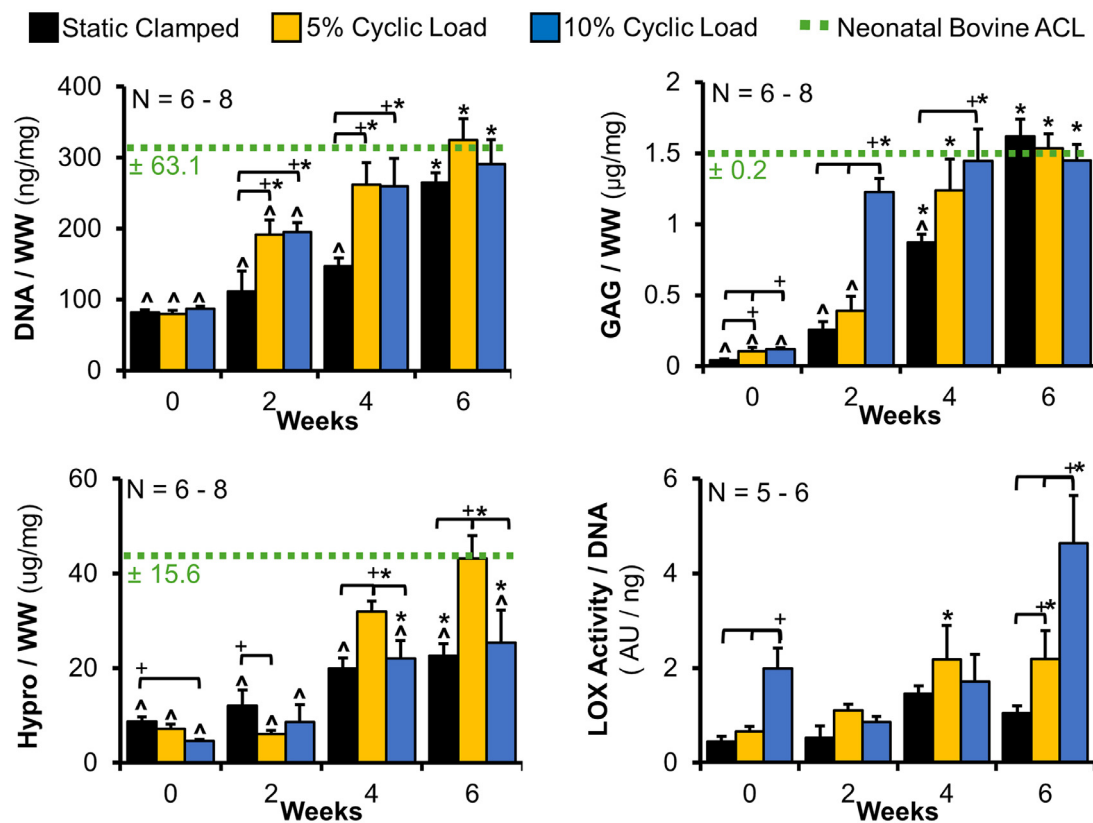 Static Clamped 5% Cyclic Load 10% Cyclic Load Neonatal Bovine ACL
DNA / WW (ng/mg)
400
300
200
100
0
N = 6 - 8
± 63.1
^ ^ ^
^ +* ^ +* ^
^ +* +*
* * *
0 2 4 6
Weeks
GAG / WW (µg/mg)
2
1.5
1
0.5
0
N = 6 - 8
± 0.2
^ + ^ + ^
^ ^ +*
* ^ * +*
* * *
0 2 4 6
Weeks
Hypro / WW (ug/mg)
60
40
20
0
N = 6 - 8
± 15.6
+ ^ ^ ^
+ ^ ^ ^
^ +* * ^
* ^ +* * ^
0 2 4 6
Weeks
LOX Activity / DNA
( AU / ng)
6
4
2
0
N = 5 - 6
+
*
+* +*
0 2 4 6
Weeks